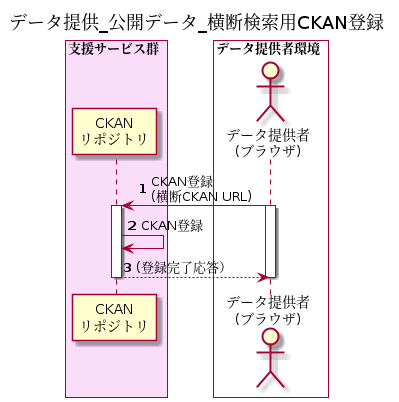 データ提供_公開データ_横断検索用CKAN登録
支援サービス群
データ提供者環境
CKAN
リポジトリ
データ提供者
(ブラウザ)
1 CKAN登録
(横断CKAN URL)
2 CKAN登録
3 (登録完了応答)
CKAN
リポジトリ
データ提供者
(ブラウザ)